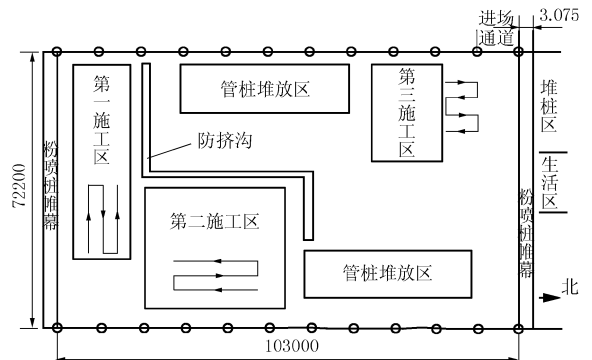 进场
通道
3.075
第一施工区
管桩堆放区
第三施工区
堆桩区
防挤沟
生活区
粉喷桩帷幕
72200
第二施工区
粉喷桩帷幕
管桩堆放区
北
103000